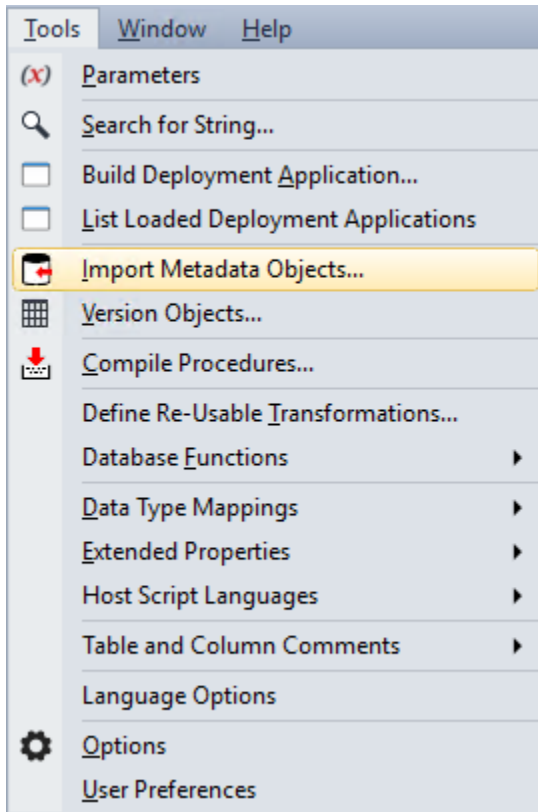 Tools Window Help
(x) Parameters
Search for String...
Build Deployment Application...
List Loaded Deployment Applications
Import Metadata Objects...
Version Objects...
Compile Procedures...
Define Re-Usable Transformations...
Database Functions
Data Type Mappings
Extended Properties
Host Script Languages
Table and Column Comments
Language Options
Options
User Preferences